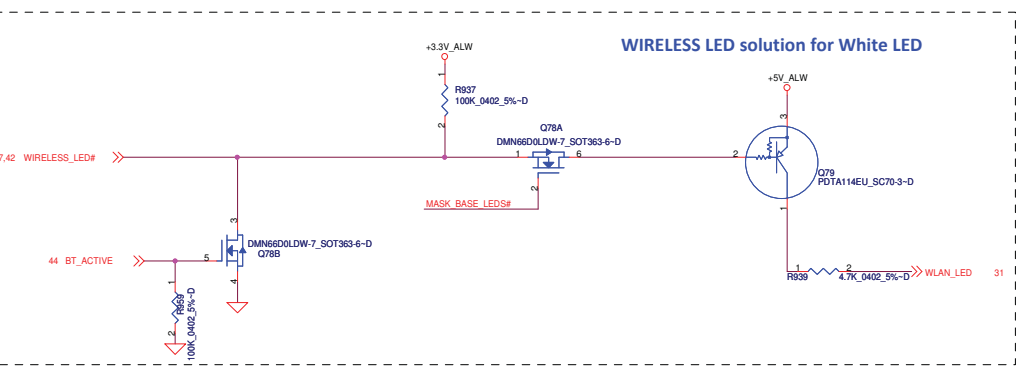 WIRELESS LED solution for White LED
+3.3V_ALW
+5V_ALW
1
R937
100K_0402_5%~D
2
3
Q78A
DMN66D0LDW-7_SOT363-6~D
7,42 WIRELESS_LED#
1
6
2
2
Q79
PDTA114EU_SC70-3~D
MASK_BASE_LEDS#
1
3
DMN66D0LDW-7_SOT363-6~D
Q78B
44 BT_ACTIVE
5
4
1
R959
100K_0402_5%~D
2
1
2
R939
4.7K_0402_5%~D
WLAN_LED 31